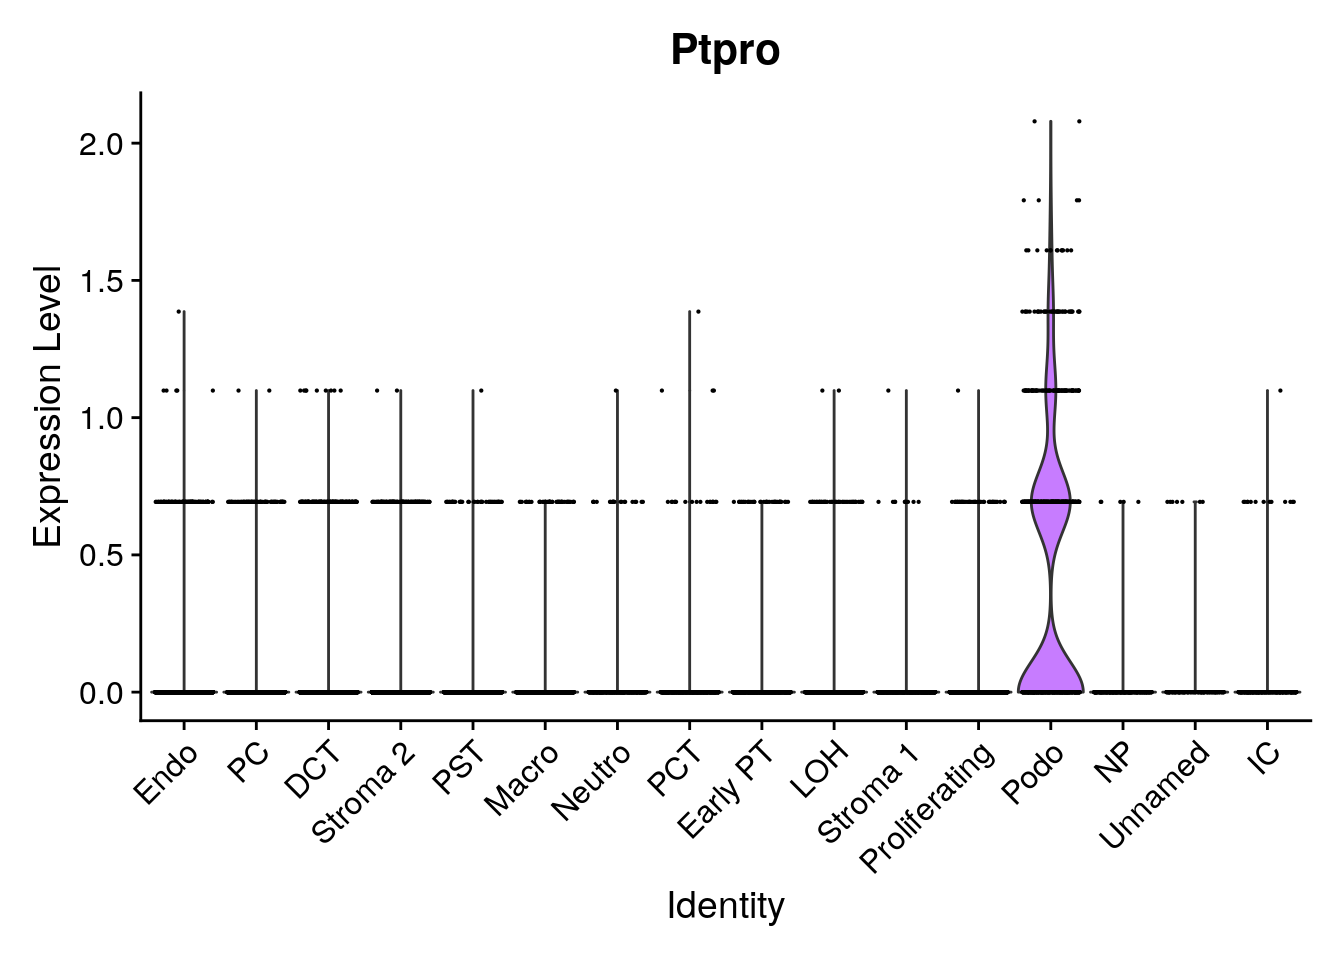 Ptpro
Expression Level
2.0
1.5
1.0
0.5
0.0
Endo
PC
DCT
Stroma 2
PST
Macro
Neutro
PCT
Early PT
LOH
Stroma 1
Proliferating
Podo
NP
Unnamed
IC
Identity